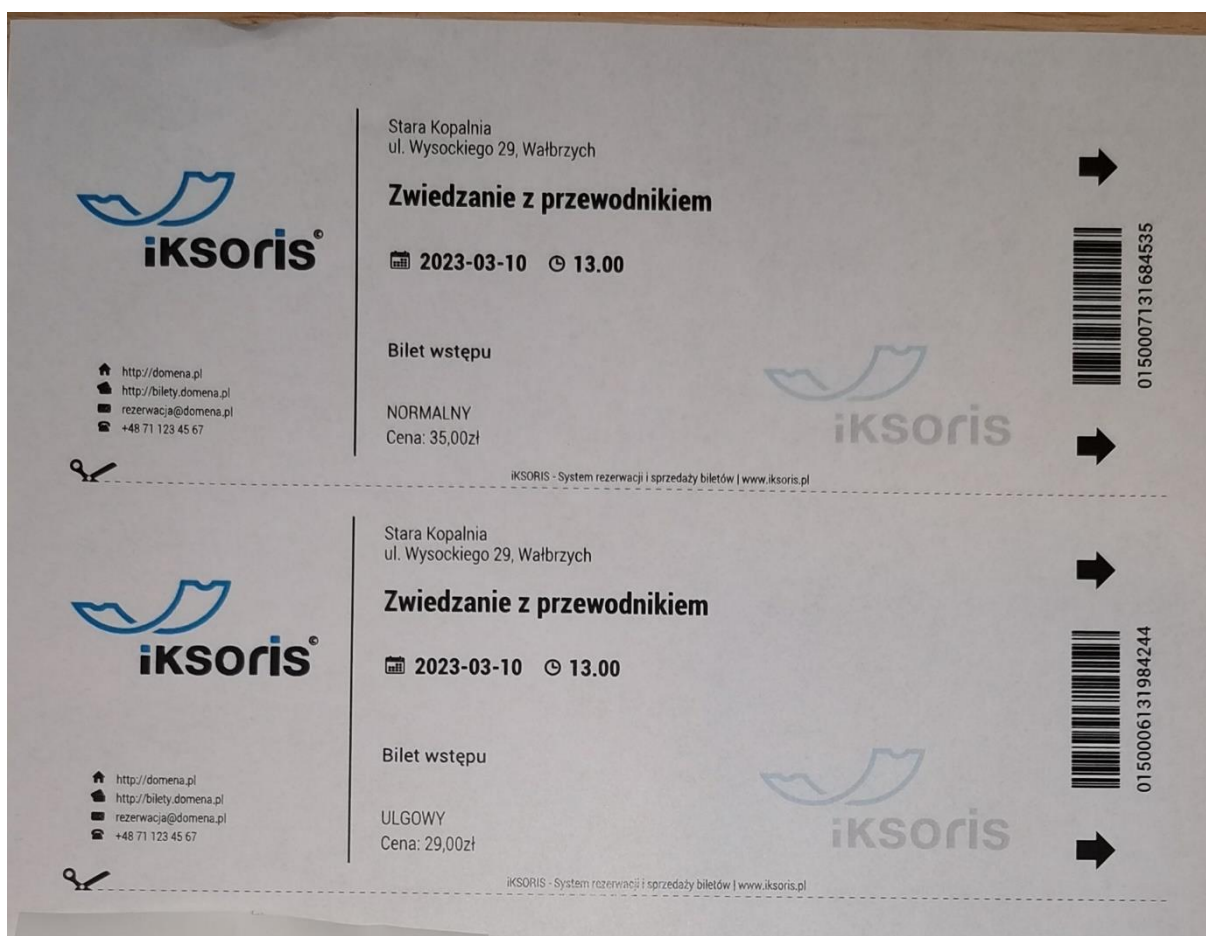 iKSORIS©
http://domena.pl
http://bilety.domena.pl
rezerwacja@domena.pl
+48 71 123 45 67
Stara Kopalnia
ul. Wysockiego 29, Wałbrzych
Zwiedzanie z przewodnikiem
2023-03-10 13.00
Bilet wstępu
NORMALNY
Cena: 35,00zł
iKSORIS
0150007131684535
iKSORIS - System rezerwacji i sprzedaży biletów | www.iksoris.pl
iKSORIS©
http://domena.pl
http://bilety.domena.pl
rezerwacja@domena.pl
+48 71 123 45 67
Stara Kopalnia
ul. Wysockiego 29, Wałbrzych
Zwiedzanie z przewodnikiem
2023-03-10 13.00
Bilet wstępu
ULGOWY
Cena: 29,00zł
iKSORIS
0150006131984244
iKSORIS - System rezerwacji i sprzedaży biletów | www.iksoris.pl